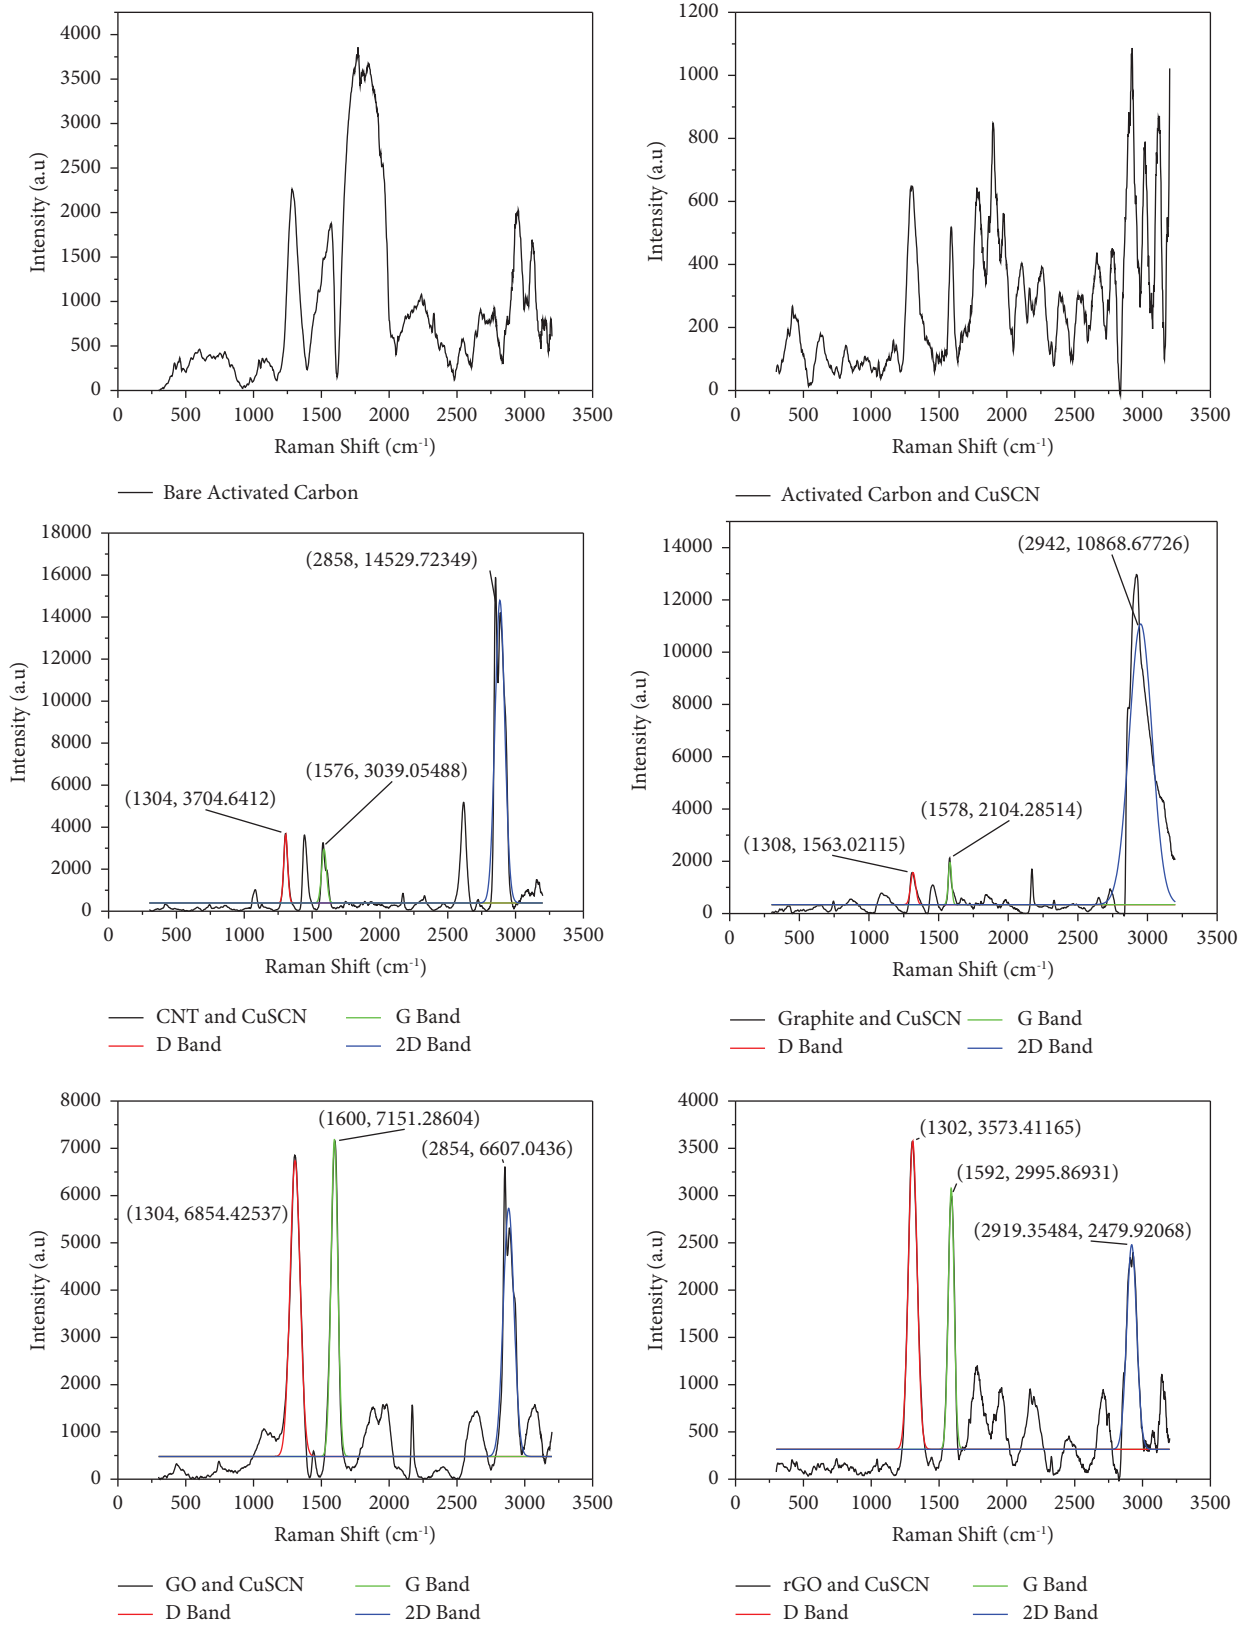 4000
3500
3000
2500
2000
1500
1000
500
0
Intensity (a.u)
0 500 1000 1500 2000 2500 3000 3500
Raman Shift (cm-1)
Bare Activated Carbon
1200
1000
800
600
400
200
0
Intensity (a.u)
0 500 1000 1500 2000 2500 3000 3500
Raman Shift (cm-1)
Activated Carbon and CuSCN
18000
16000
14000
12000
10000
8000
6000
4000
2000
0
Intensity (a.u)
(2858, 14529.72349)
(1576, 3039.05488)
(1304, 3704.6412)
0 500 1000 1500 2000 2500 3000 3500
Raman Shift (cm-1)
CNT and CuSCN
G Band
D Band
2D Band
14000
12000
10000
8000
6000
4000
2000
0
Intensity (a.u)
(2942, 10868.67726)
(1578, 2104.28514)
(1308, 1563.02115)
0 500 1000 1500 2000 2500 3000 3500
Raman Shift (cm-1)
Graphite and CuSCN
G Band
D Band
2D Band
8000
7000
6000
5000
4000
3000
2000
1000
0
Intensity (a.u)
(1600, 7151.28604)
(2854, 6607.0436)
(1304, 6854.42537)
0 500 1000 1500 2000 2500 3000 3500
Raman Shift (cm-1)
GO and CuSCN
G Band
D Band
2D Band
4000
3500
3000
2500
2000
1500
1000
500
0
Intensity (a.u)
(1302, 3573.41165)
(1592, 2995.86931)
(2919.35484, 2479.92068)
0 500 1000 1500 2000 2500 3000 3500
Raman Shift (cm-1)
rGO and CuSCN
G Band
D Band
2D Band